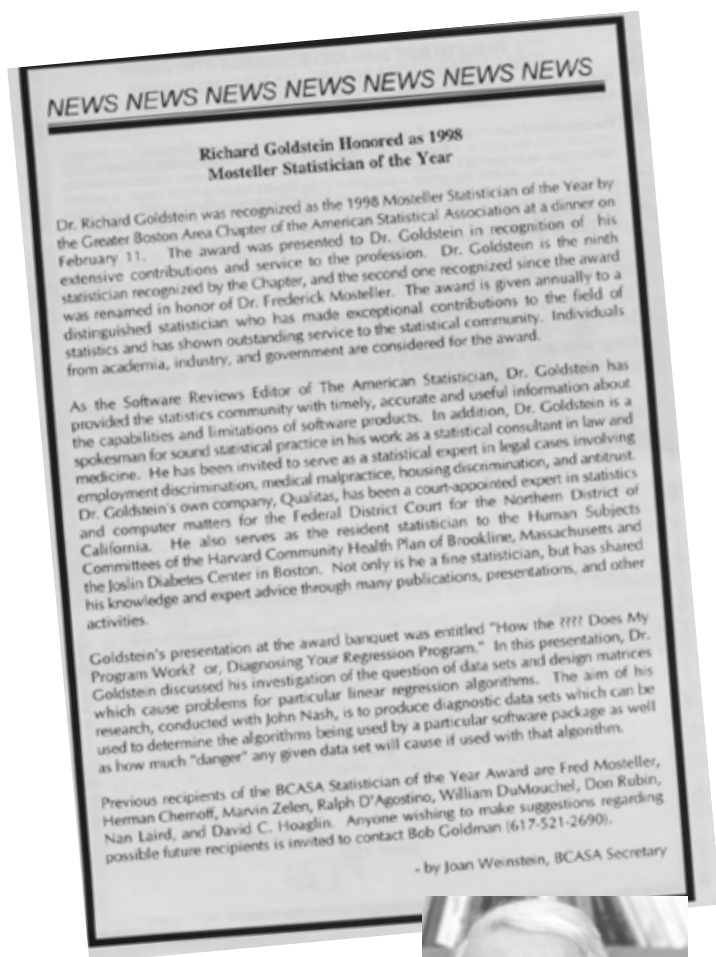 NEWS NEWS NEWS NEWS NEWS NEWS NEWS
Richard Goldstein Honored as 1998
Mosteller Statistician of the Year
Dr. Richard Goldstein was recognized as the 1998 Mosteller Statistician of the Year by
the Greater Boston Area Chapter of the American Statistical Association at a dinner on
February 11. The award was presented to Dr. Goldstein in recognition of his
extensive contributions and service to the profession. Dr. Goldstein is the ninth
statistician recognized by the Chapter, and the second one recognized since the award
was renamed in honor of Dr. Frederick Mosteller. The award is given annually to a
distinguished statistician who has made exceptional contributions to the field of
statistics and has shown outstanding service to the statistical community. Individuals
from academia, industry, and government are considered for the award.
As the Software Reviews Editor of The American Statistician, Dr. Goldstein has
provided the statistics community with timely, accurate and useful information about
the capabilities and limitations of software products. In addition, Dr. Goldstein is a
spokesman for sound statistical practice in his work as a statistical consultant in law and
medicine. He has been invited to serve as a statistical expert in legal cases involving
employment discrimination, medical malpractice, housing discrimination, and antitrust.
Dr. Goldstein's own company, Qualitas, has been a court-appointed expert in statistics
and computer matters for the Federal District Court for the Northern District of
California. He also serves as the resident statistician to the Human Subjects
Committees of the Harvard Community Health Plan of Brookline, Massachusetts and
the Joslin Diabetes Center in Boston. Not only is he a fine statistician, but has shared
his knowledge and expert advice through many publications, presentations, and other
activities.
Goldstein's presentation at the award banquet was entitled "How the ???? Does My
Program Work? or, Diagnosing Your Regression Program." In this presentation, Dr.
Goldstein discussed his investigation of the question of data sets and design matrices
which cause problems for particular linear regression algorithms. The aim of his
research, conducted with John Nash, is to produce diagnostic data sets which can be
used to determine the algorithms being used by a particular software package as well
as how much "danger" any given data set will cause if used with that algorithm.
Previous recipients of the BCASA Statistician of the Year Award are Fred Mosteller,
Herman Chernoff, Marvin Zelen, Ralph D'Agostino, William DuMouchel, Don Rubin,
Nan Laird, and David C. Hoaglin. Anyone wishing to make suggestions regarding
possible future recipients is invited to contact Bob Goldman (617-521-2690).
- by Joan Weinstein, BCASA Secretary